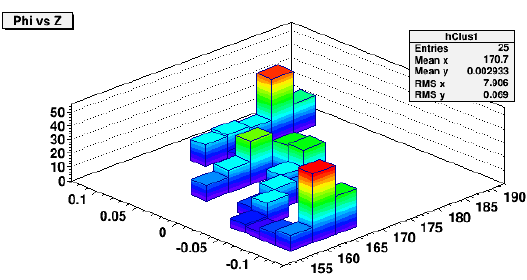 Phi vs Z
hClus1
Entries 25
Mean x 170.7
Mean y 0.002933
RMS x 7.906
RMS y 0.069
50
40
30
20
10
0
0.1
0.05
0
-0.05
-0.1
155
160
165
170
175
180
185
190